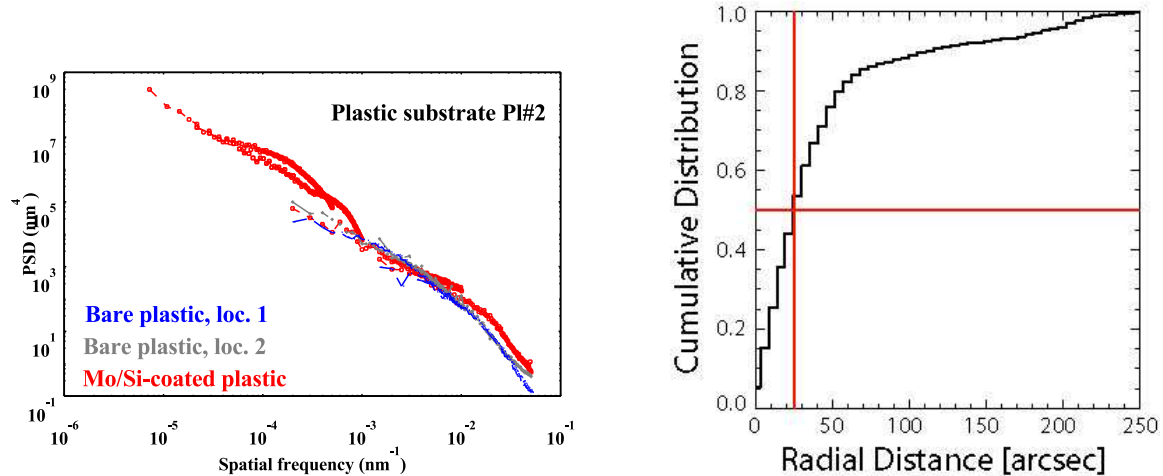 10^9
10^7
10^5
10^3
10^1
10^-1
PSD (nm^4)
Plastic substrate Pl#2
Bare plastic, loc. 1
Bare plastic, loc. 2
Mo/Si-coated plastic
10^-6 10^-5 10^-4 10^-3 10^-2 10^-1
Spatial frequency (nm^-1)
1.0
0.8
0.6
0.4
0.2
0.0
Cumulative Distribution
0 50 100 150 200 250
Radial Distance [arcsec]